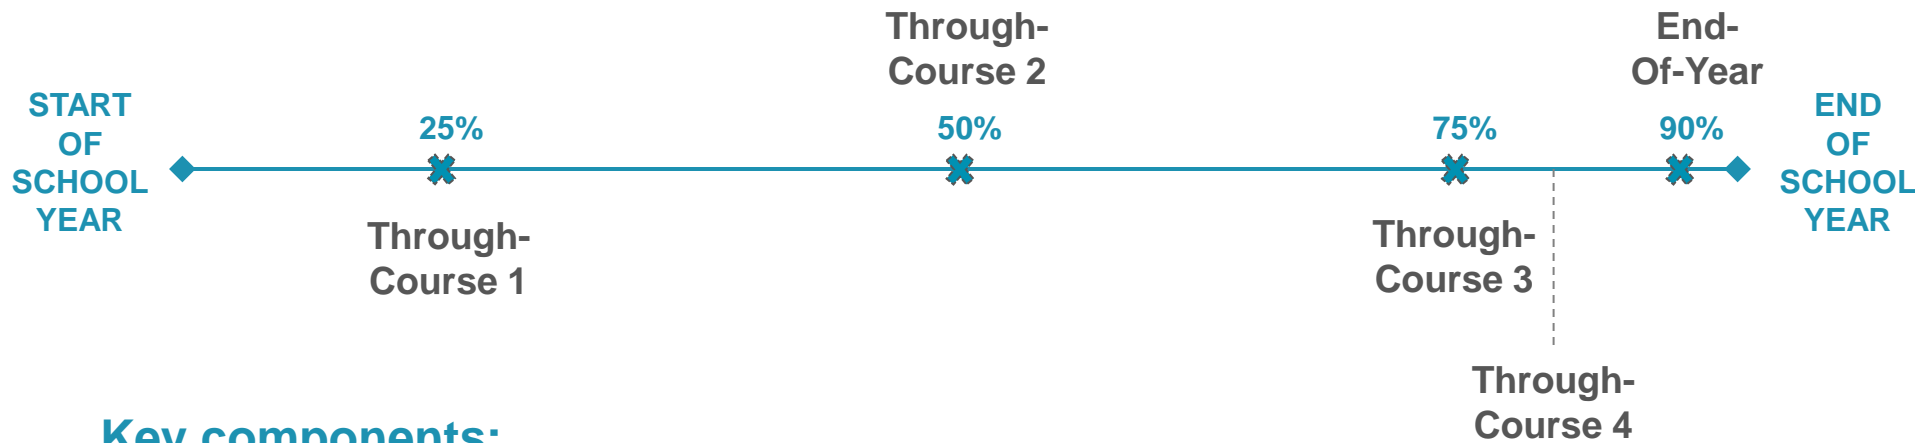 START
OF
SCHOOL
YEAR
25%
Through-
Course 1
Through-
Course 2
50%
75%
Through-
Course 3
Through-
Course 4
End-
Of-Year
90%
END
OF
SCHOOL
YEAR
Key components: